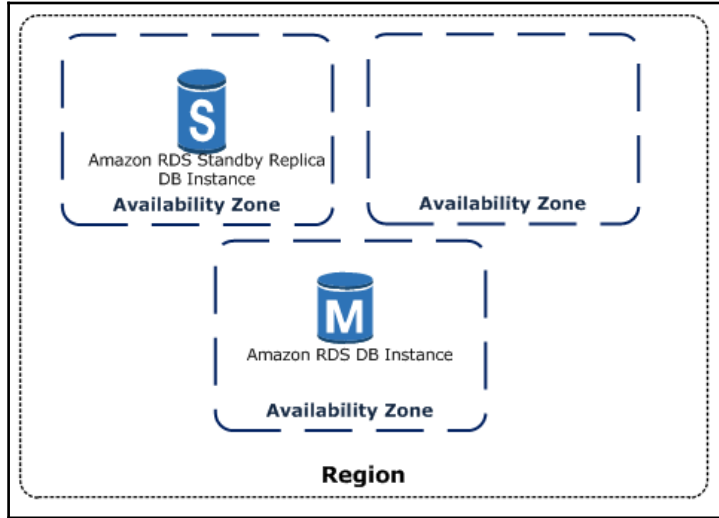 S
Amazon RDS Standby Replica
DB Instance
Availability Zone
Availability Zone
M
Amazon RDS DB Instance
Availability Zone
Region